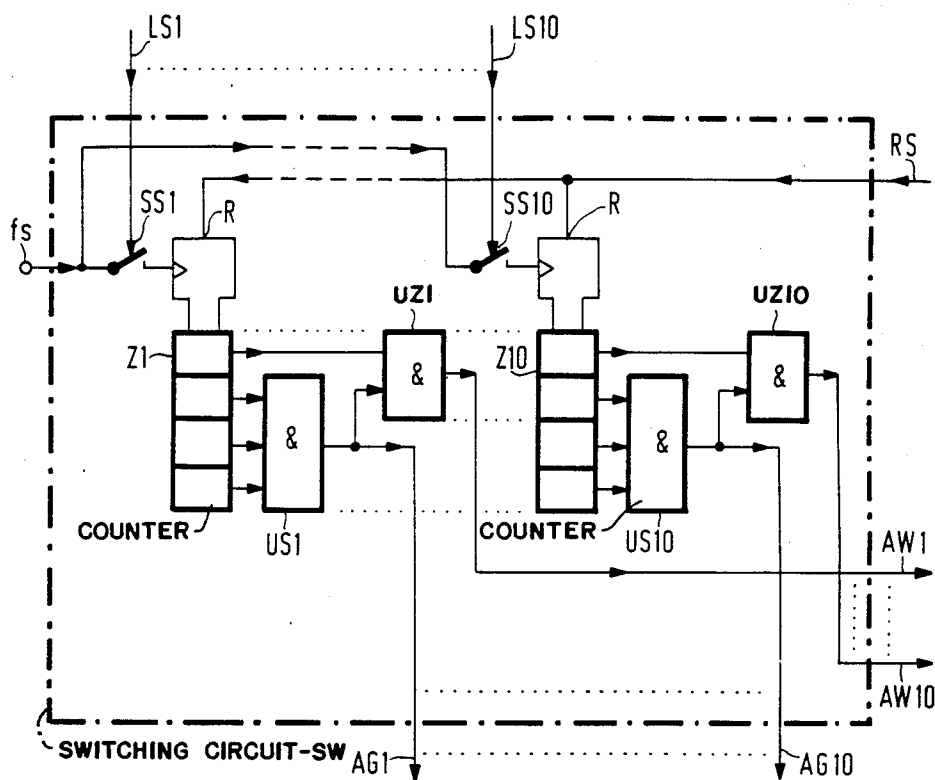 LS1
LS10
RS
SS1
R
SS10
R
fs
UZ1
UZ10
Z1
&
Z10
&
&
&
COUNTER
US1
COUNTER
US10
AW1
AW10
SWITCHING CIRCUIT-SW
AG1
AG10